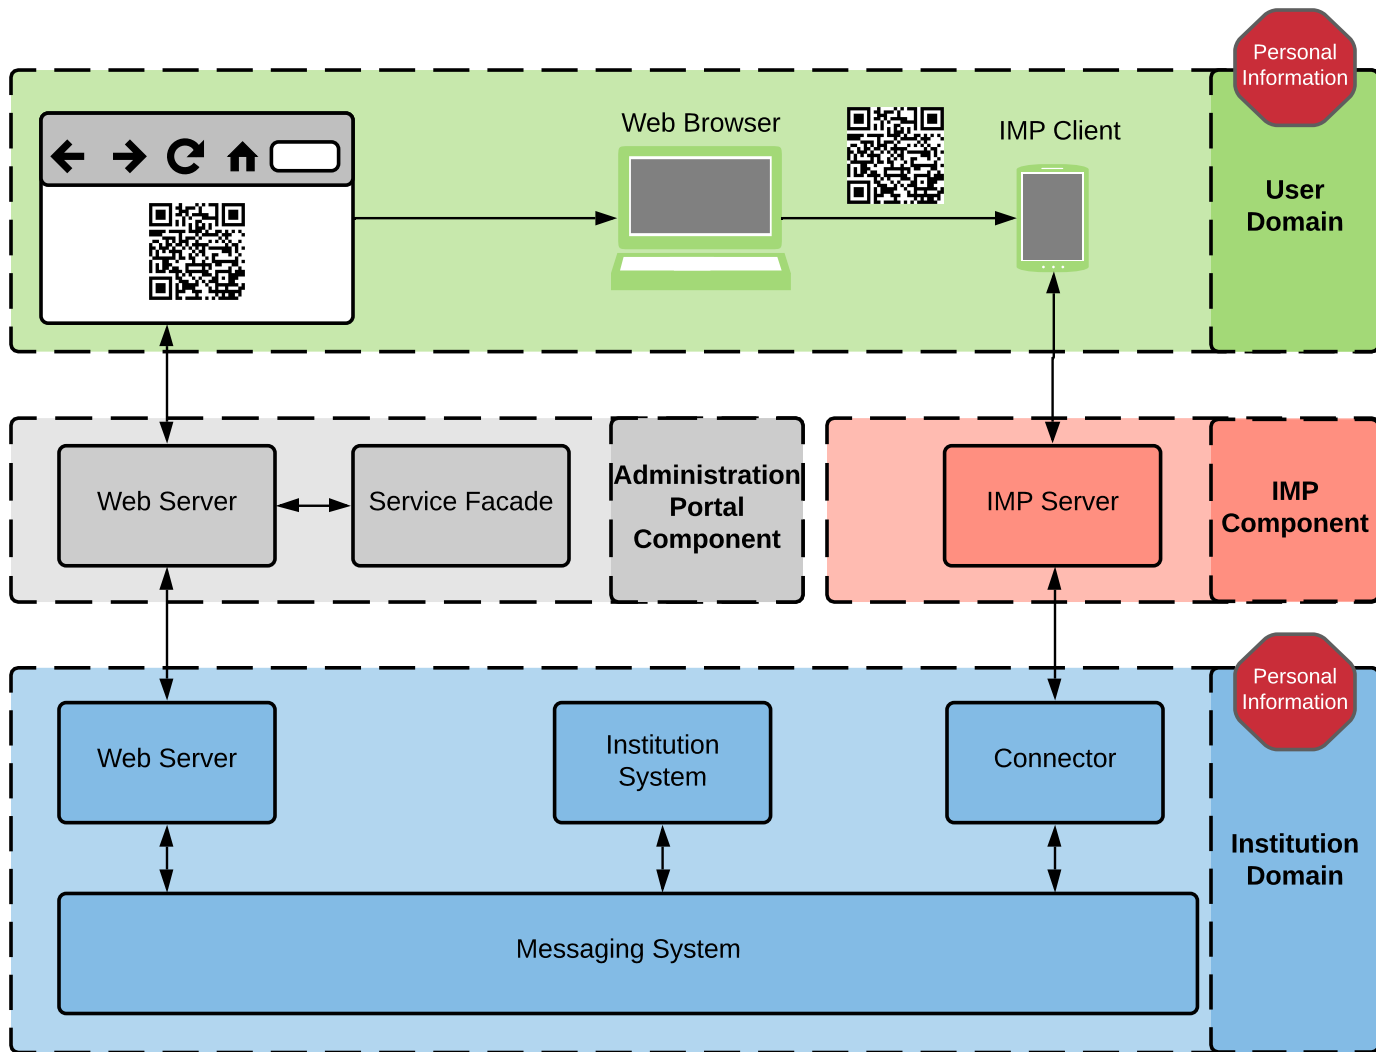 Personal
Information
Web Browser
IMP Client
User
Domain
Web Server
Service Facade
Administration
Portal
Component
IMP Server
IMP
Component
Personal
Information
Web Server
Institution
System
Connector
Institution
Domain
Messaging System